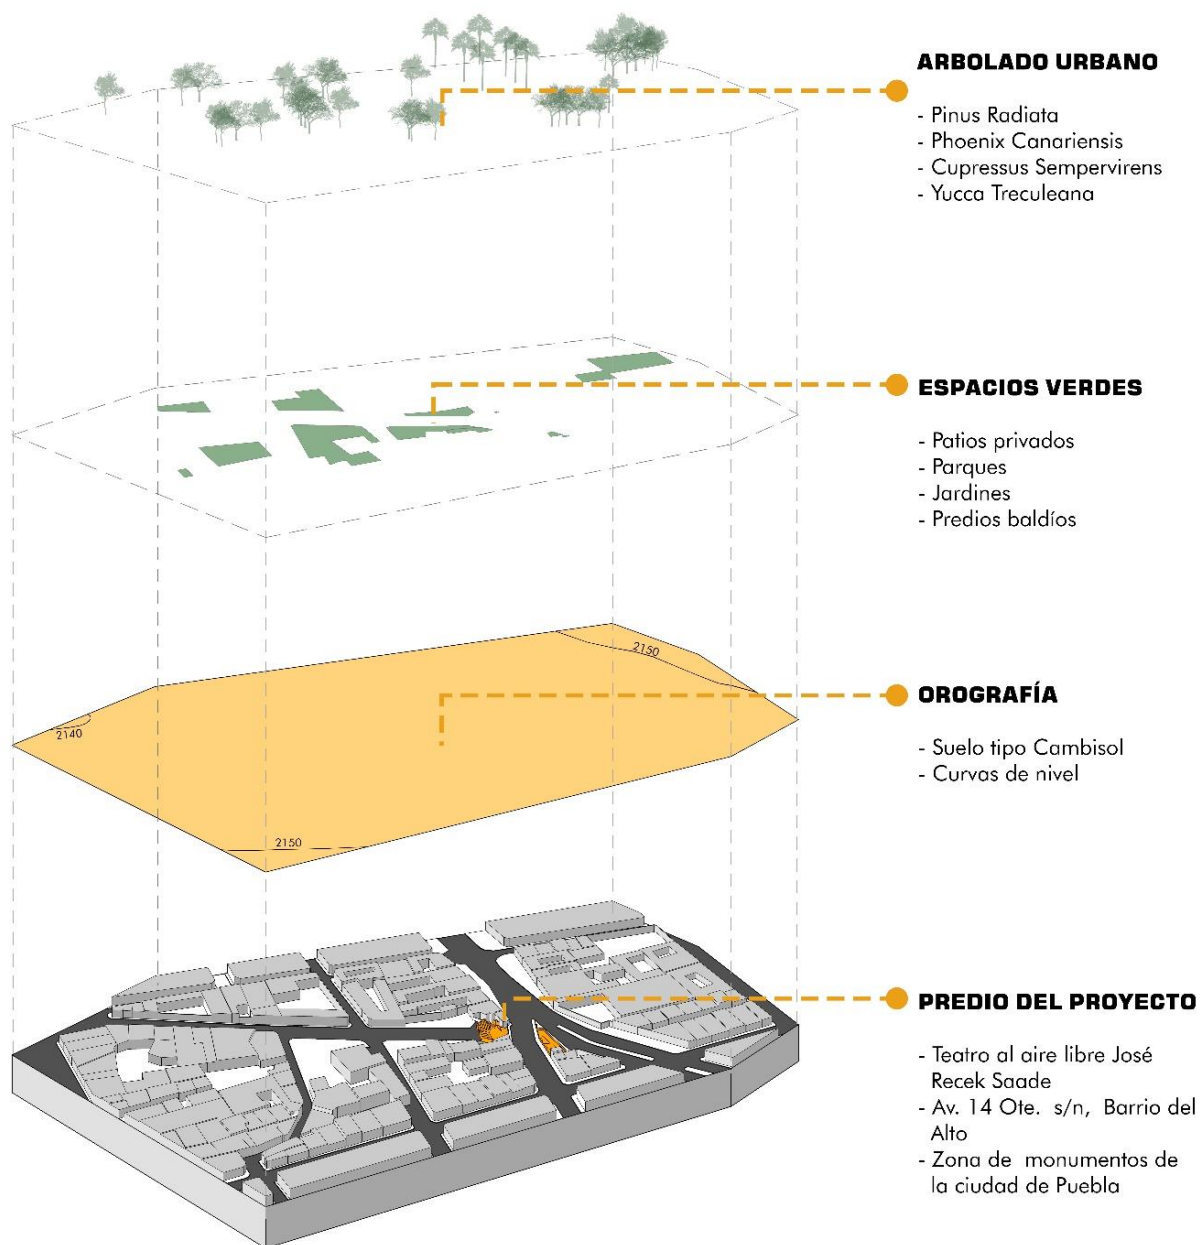 ARBOLADO URBANO
- Pinus Radiata
- Phoenix Canariensis
- Cupressus Sempervirens
- Yucca Treculeana
ESPACIOS VERDES
- Patios privados
- Parques
- Jardines
- Predios baldíos
2150
2140
2150
OROGRAFÍA
- Suelo tipo Cambisol
- Curvas de nivel
PREDIO DEL PROYECTO
- Teatro al aire libre José
Recek Saade
- Av. 14 Ote. s/n, Barrio del
Alto
- Zona de monumentos de
la ciudad de Puebla